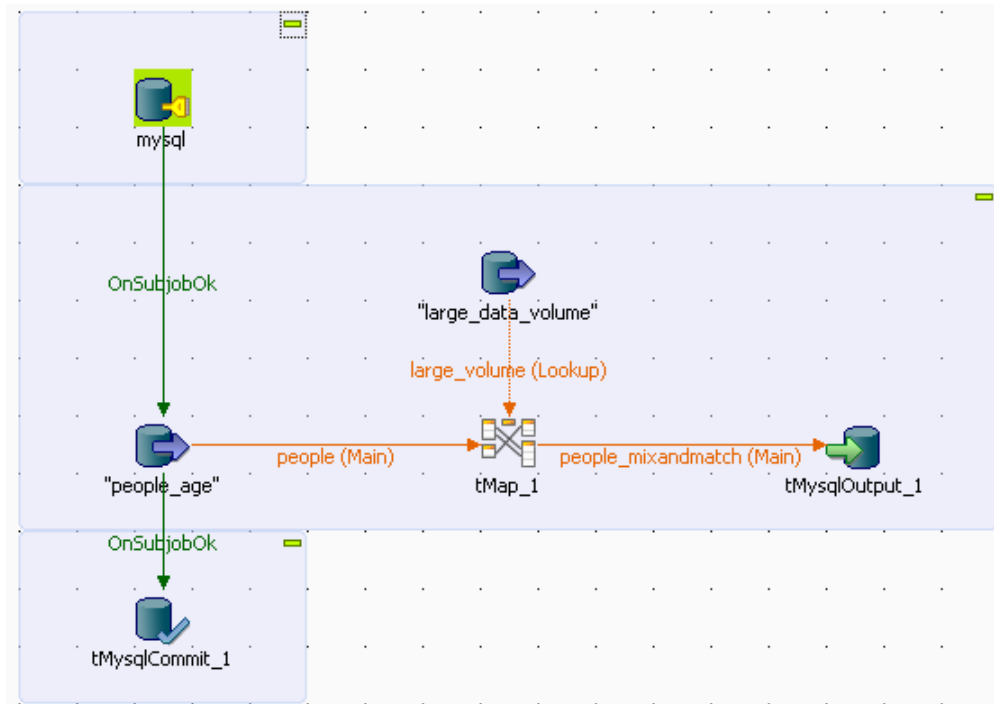 mysql
OnSubjobOk
"large_data_volume"
large_volume (Lookup)
people (Main)
people_mixandmatch (Main)
"people_age"
tMap_1
tMysqlOutput_1
OnSubjobOk
tMysqlCommit_1